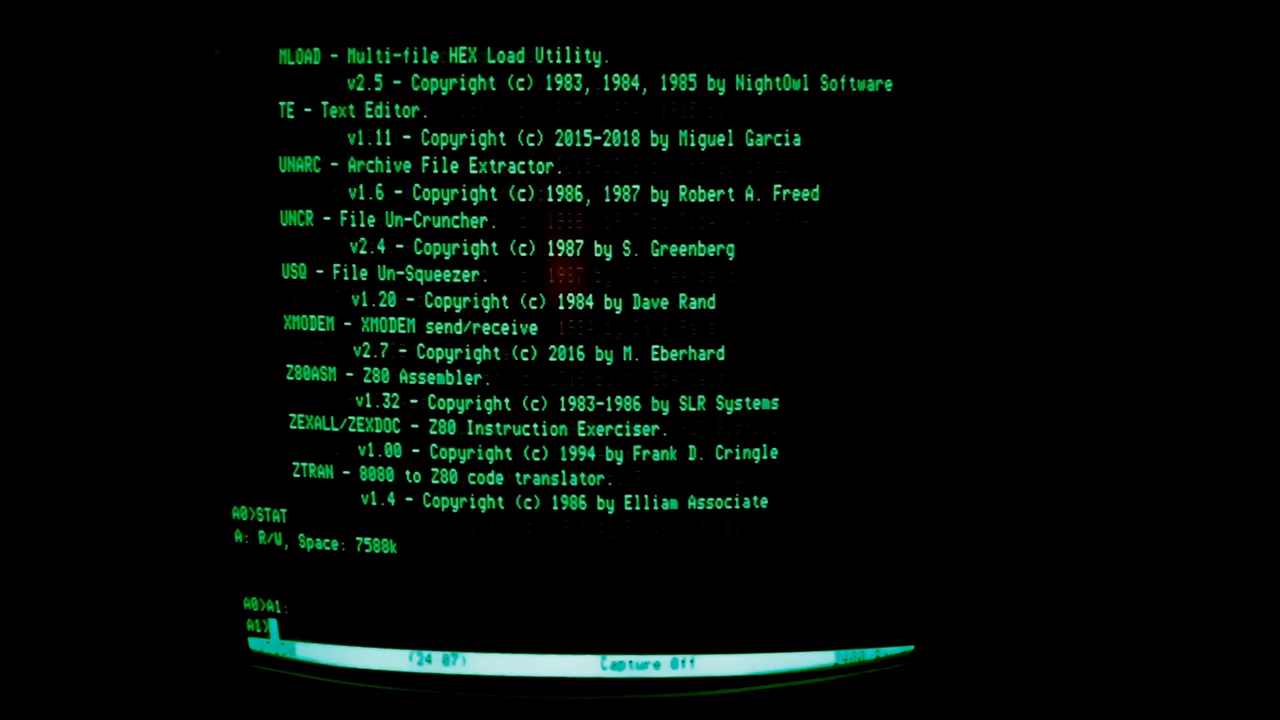 MLOAD - Multi-file HEX Load Utility.
v2.5 - Copyright (c) 1983, 1984, 1985 by NightOwl Software
TE - Text Editor.
v1.11 - Copyright (c) 2015-2018 by Miguel Garcia
UNARC - Archive File Extractor.
v1.6 - Copyright (c) 1986, 1987 by Robert A. Freed
UNCR - File Un-Cruncher.
v2.4 - Copyright (c) 1987 by S. Greenberg
USQ - File Un-Squeezer.
v1.20 - Copyright (c) 1984 by Dave Rand
XMODEM - XMODEM send/receive
v2.7 - Copyright (c) 2016 by M. Eberhard
Z80ASM - Z80 Assembler.
v1.32 - Copyright (c) 1983-1986 by SLR Systems
ZEXALL/ZEXDOC - Z80 Instruction Exerciser.
v1.00 - Copyright (c) 1994 by Frank D. Cringle
ZTRAN - 8080 to Z80 code translator.
v1.4 - Copyright (c) 1986 by Elliam Associate
A0>STAT
A: R/W, Space: 7588k
A0>A1:
A1>
(24 07) Capture Off